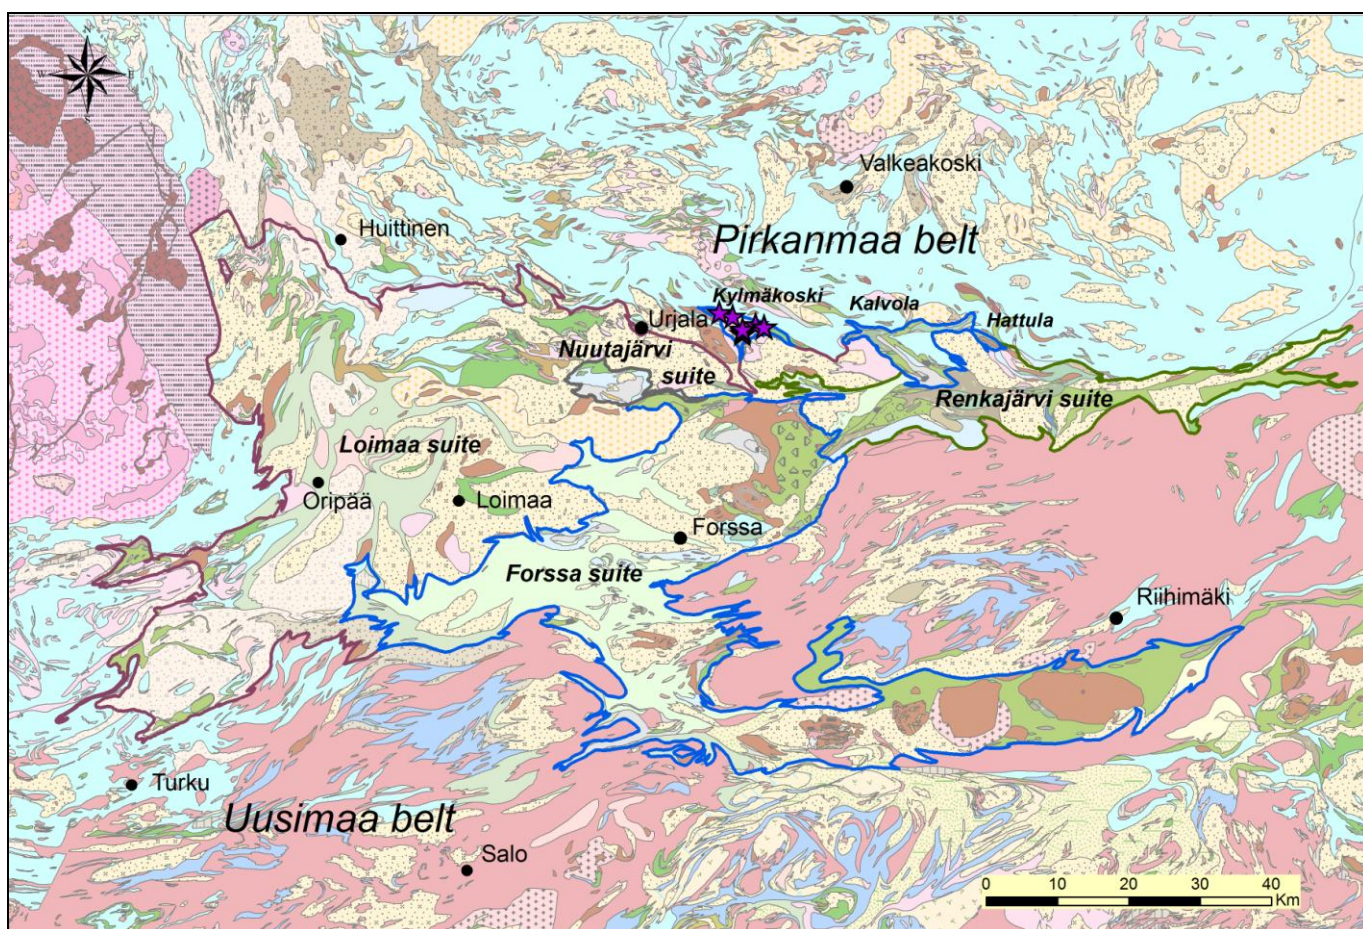 N
W E
S
Valkeakoski
Huittinen
Pirkanmaa belt
Kylmäkoski
Kalvola
Urjala
Hattula
Nuutajärvi
suite
Renkajärvi suite
Loimaa suite
Oripää
Loimaa
Forssa
Forssa suite
Riihimäki
Turku
Uusimaa belt
Salo
0 10 20 30 40
Km